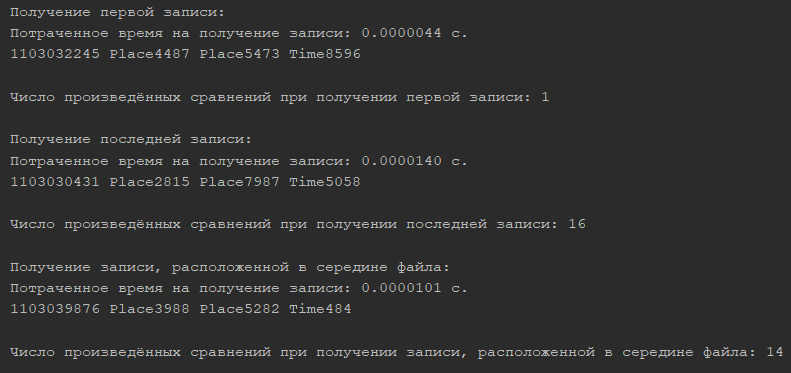 Получение первой записи:
Потраченное время на получение записи: 0.0000044 с.
1103032245 Place4487 Place5473 Time8596
Число произведённых сравнений при получении первой записи: 1
Получение последней записи:
Потраченное время на получение записи: 0.0000140 с.
1103030431 Place2815 Place7987 Time5058
Число произведённых сравнений при получении последней записи: 16
Получение записи, расположенной в середине файла:
Потраченное время на получение записи: 0.0000101 с.
1103039876 Place3988 Place5282 Time484
Число произведённых сравнений при получении записи, расположенной в середине файла: 14